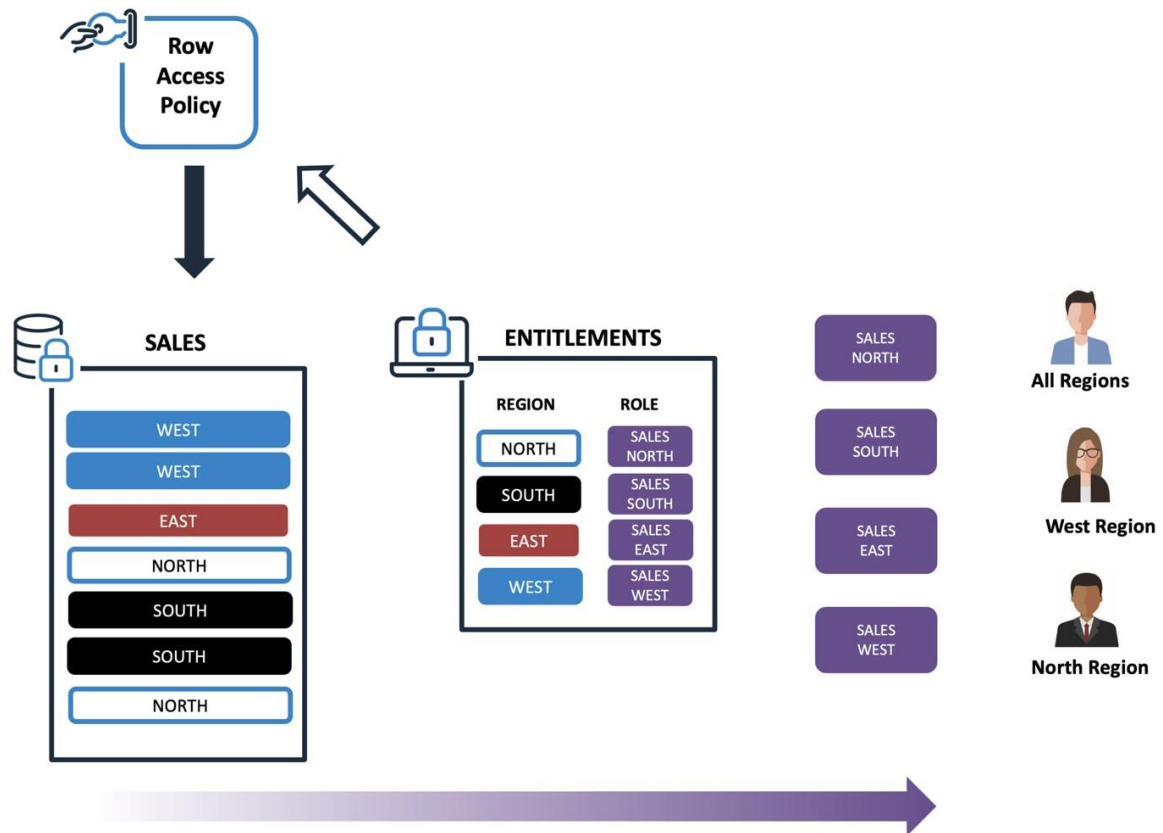 Row
Access
Policy
SALES
WEST
WEST
EAST
NORTH
SOUTH
SOUTH
NORTH
ENTITLEMENTS
REGION ROLE
NORTH
SALES
NORTH
SOUTH
SALES
SOUTH
EAST
SALES
EAST
WEST
SALES
WEST
SALES
NORTH
SALES
SOUTH
SALES
EAST
SALES
WEST
All Regions
West Region
North Region